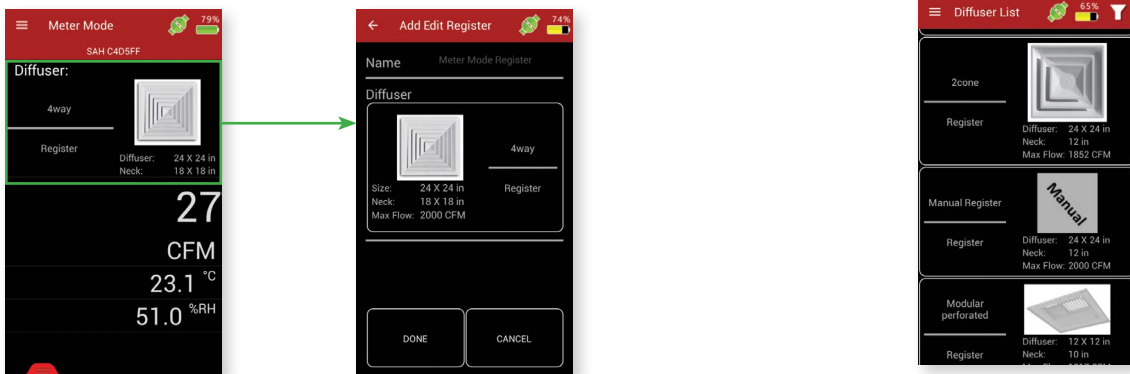 Meter Mode
79%
SAH C4D5FF
Diffuser:
4way
Register
Diffuser: 24 X 24 in
Neck: 18 X 18 in
27
CFM
23.1 °C
51.0 %RH
Add Edit Register
74%
Name Meter Mode Register
Diffuser
4way
Register
Size: 24 X 24 in
Neck: 18 X 18 in
Max Flow: 2000 CFM
DONE CANCEL
Diffuser List
65%
2cone
Register
Diffuser: 24 X 24 in
Neck: 12 in
Max Flow: 1852 CFM
Manual Register
Manual
Register
Diffuser: 24 X 24 in
Neck: 12 in
Max Flow: 2000 CFM
Modular
perforated
Register
Diffuser: 12 X 12 in
Neck: 10 in